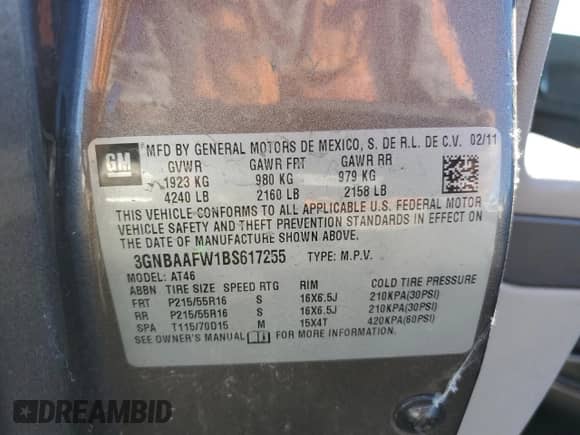 GM
MFD BY GENERAL MOTORS DE MEXICO, S. DE R.L. DE C.V. 02/11
GVWR GAWR FRT GAWR RR
1923 KG 980 KG 979 KG
4240 LB 2160 LB 2158 LB
THIS VEHICLE CONFORMS TO ALL APPLICABLE U.S. FEDERAL MOTOR
VEHICLE SAFETY AND THEFT PREVENTION STANDARDS IN EFFECT ON
THE DATE OF MANUFACTURE SHOWN ABOVE.
3GNBAAFW1BS617255 TYPE: M.P.V.
MODEL: AT46
ABBN TIRE SIZE SPEED RTG RIM COLD TIRE PRESSURE
FRT P215/55R16 S 16X6.5J 210KPA(30PSI)
RR P215/55R16 S 16X6.5J 210KPA(30PSI)
SPA T115/70D15 M 15X4T 420KPA(60PSI)
SEE OWNER'S MANUAL FOR MORE INFORMATION.
DREAMBID